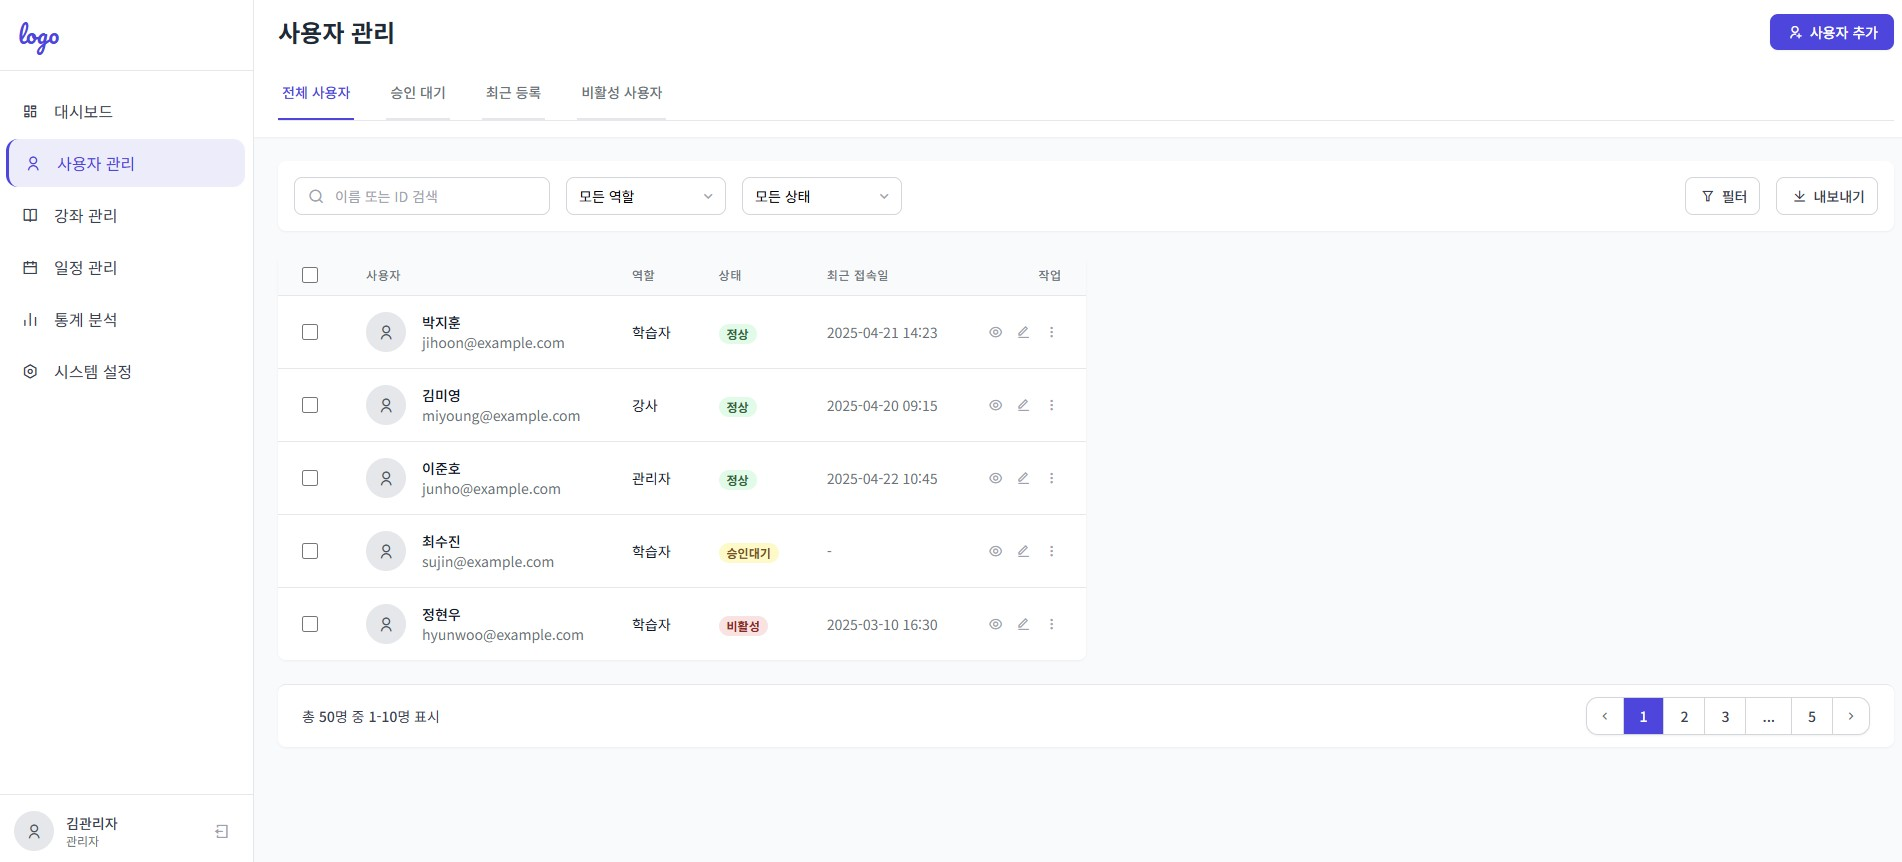 logo
대시보드
사용자 관리
강좌 관리
일정 관리
통계 분석
시스템 설정
김관리자
관리자
사용자 관리
사용자 추가
전체 사용자 승인 대기 최근 등록 비활성 사용자
이름 또는 ID 검색 모든 역할 모든 상태 필터 내보내기
사용자 역할 상태 최근 접속일 작업
박지훈
jihoon@example.com
학습자 정상 2025-04-21 14:23
김미영
miyoung@example.com
강사 정상 2025-04-20 09:15
이준호
junho@example.com
관리자 정상 2025-04-22 10:45
최수진
sujin@example.com
학습자 승인대기 -
정현우
hyunwoo@example.com
학습자 비활성 2025-03-10 16:30
총 50명 중 1-10명 표시
1 2 3 ... 5